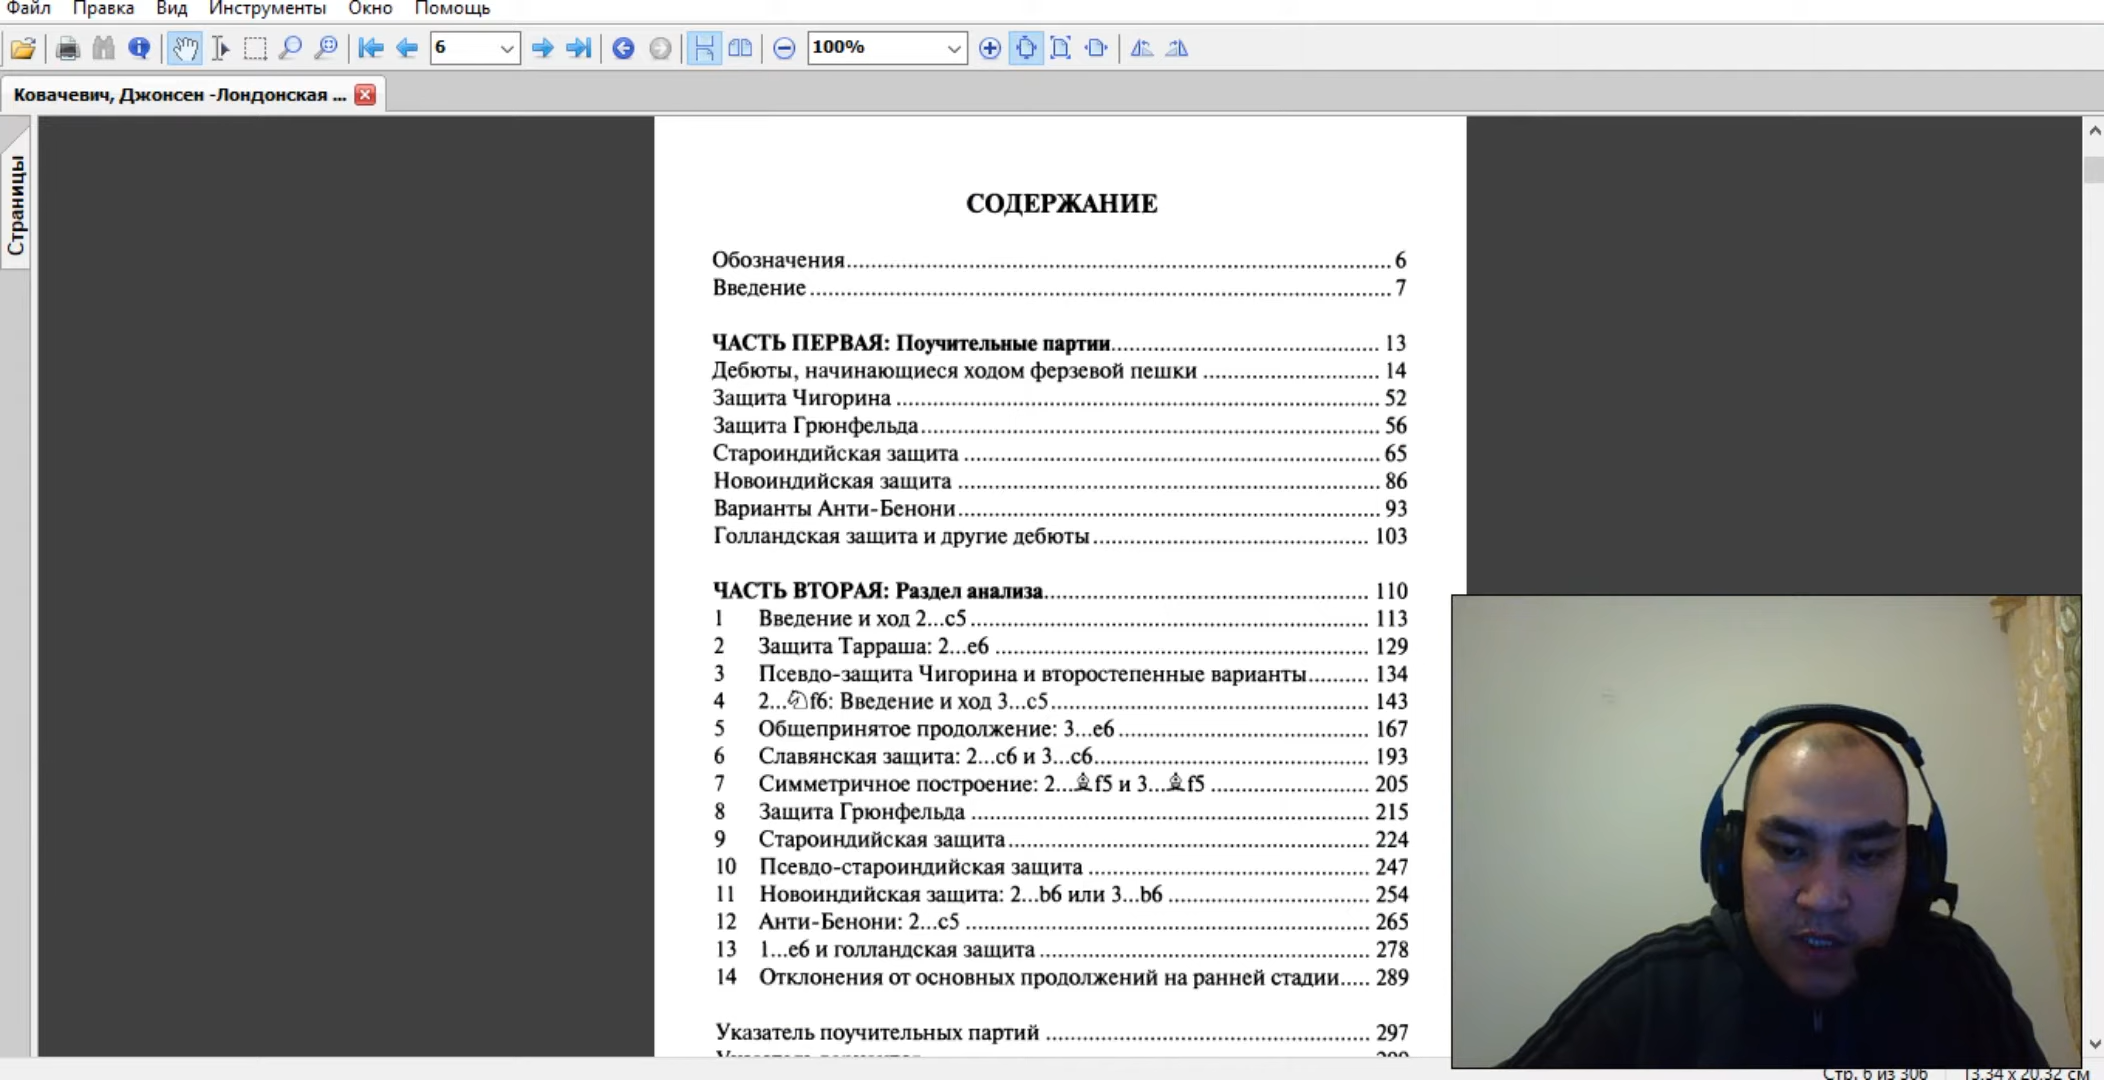 Файл Правка Вид Инструменты Окно Помощь
6 100%
Ковачевич, Джонсен -Лондонская ...
Страницы
СОДЕРЖАНИЕ
Обозначения 6
Введение 7
ЧАСТЬ ПЕРВАЯ: Поучительные партии 13
Дебюты, начинающиеся ходом ферзевой пешки 14
Защита Чигорина 52
Защита Грюнфельда 56
Староиндийская защита 65
Новоиндийская защита 86
Варианты Анти-Бенони 93
Голландская защита и другие дебюты 103
ЧАСТЬ ВТОРАЯ: Раздел анализа 110
1 Введение и ход 2...c5 113
2 Защита Тарраша: 2...e6 129
3 Псевдо-защита Чигорина и второстепенные варианты 134
4 2...♘f6: Введение и ход 3...c5 143
5 Общепринятое продолжение: 3...e6 167
6 Славянская защита: 2...c6 и 3...c6 193
7 Симметричное построение: 2...♗f5 и 3...♗f5 205
8 Защита Грюнфельда 215
9 Староиндийская защита 224
10 Псевдо-староиндийская защита 247
11 Новоиндийская защита: 2...b6 или 3...b6 254
12 Анти-Бенони: 2...c5 265
13 1...e6 и голландская защита 278
14 Отклонения от основных продолжений на ранней стадии 289
Указатель поучительных партий 297
Стр. 6 из 306 13,34 x 20,32 см